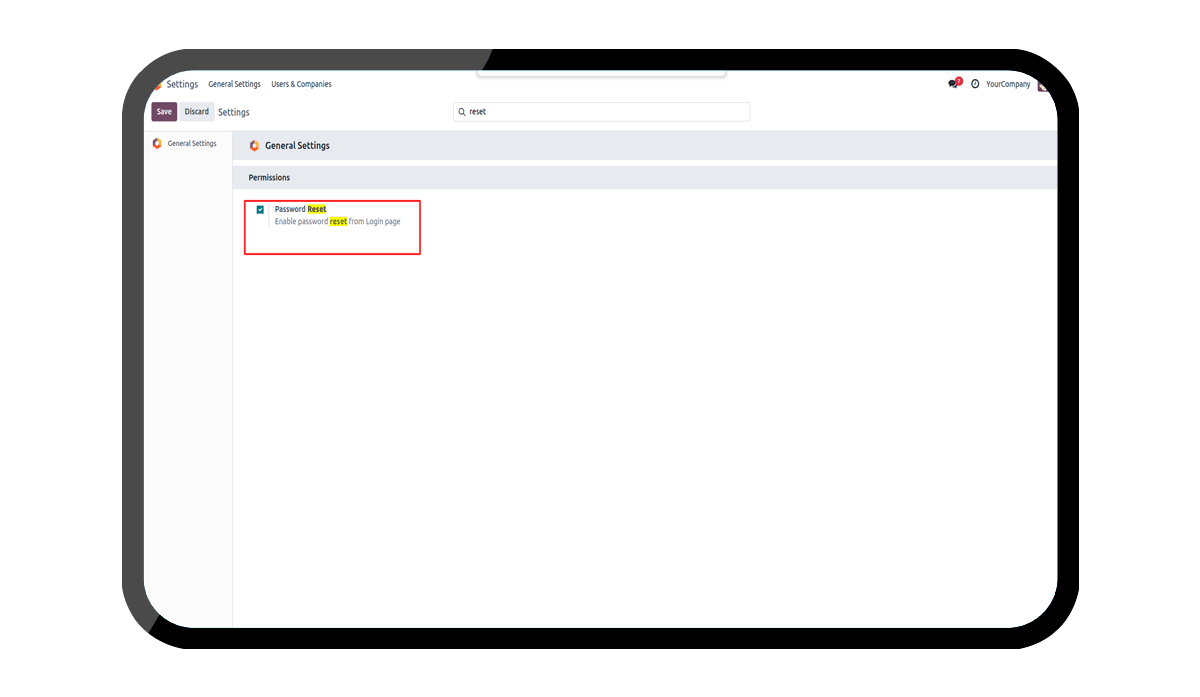 Settings General Settings Users & Companies 7 YourCompany
Save Discard Settings reset
General Settings
General Settings
Permissions
Password Reset
Enable password reset from Login page